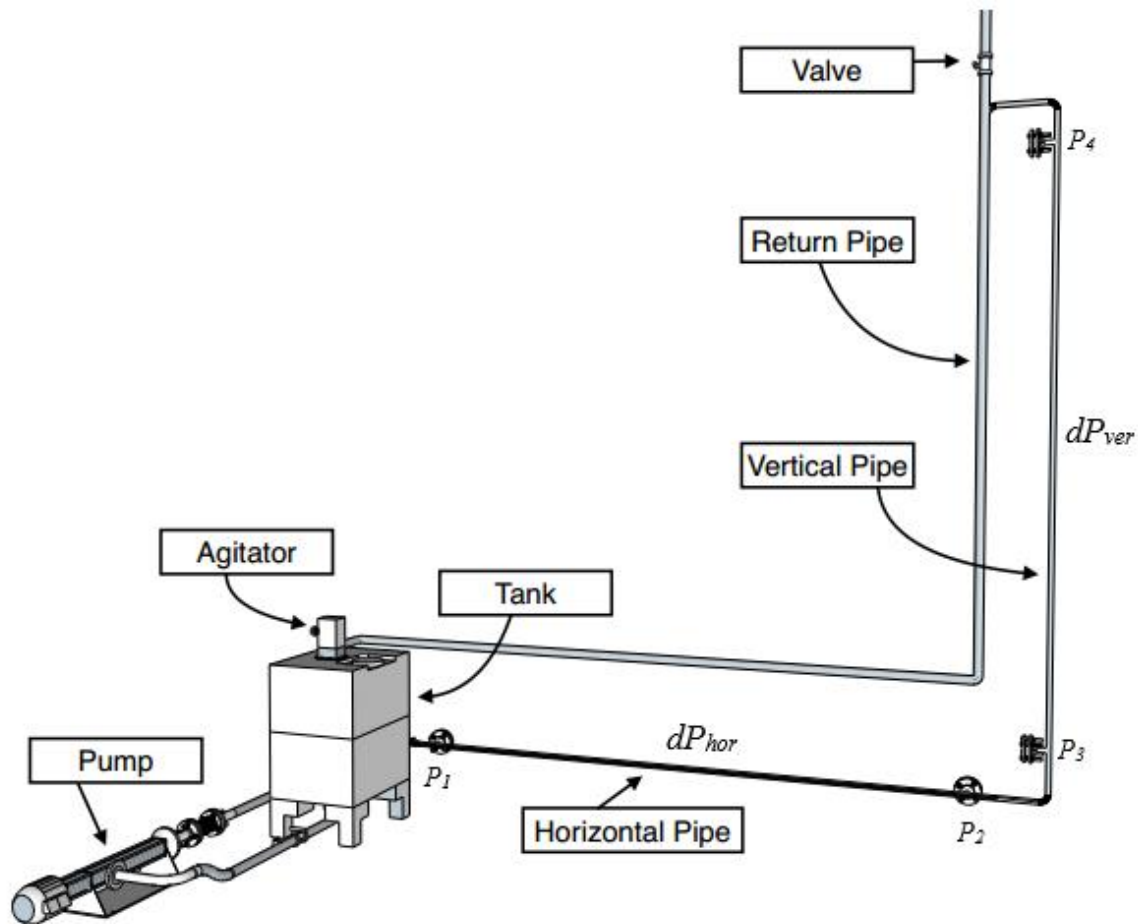 Valve
P4
Return Pipe
dPver
Vertical Pipe
Agitator
Tank
dPhor
P3
Pump
P1
Horizontal Pipe
P2